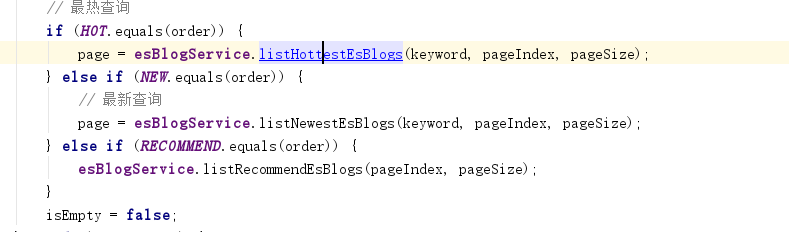 // 最热查询
if (HOT.equals(order)) {
page = esBlogService.listHottestEsBlogs(keyword, pageIndex, pageSize);
} else if (NEW.equals(order)) {
// 最新查询
page = esBlogService.listNewestEsBlogs(keyword, pageIndex, pageSize);
} else if (RECOMMEND.equals(order)) {
esBlogService.listRecommendEsBlogs(pageIndex, pageSize);
}
isEmpty = false;